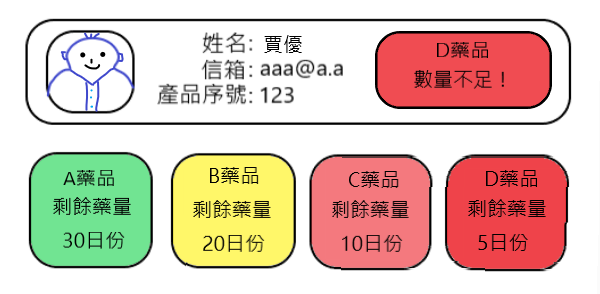 姓名: 賈優
信箱: aaa@a.a
產品序號: 123
D藥品
數量不足！
A藥品
剩餘藥量
30日份
B藥品
剩餘藥量
20日份
C藥品
剩餘藥量
10日份
D藥品
剩餘藥量
5日份